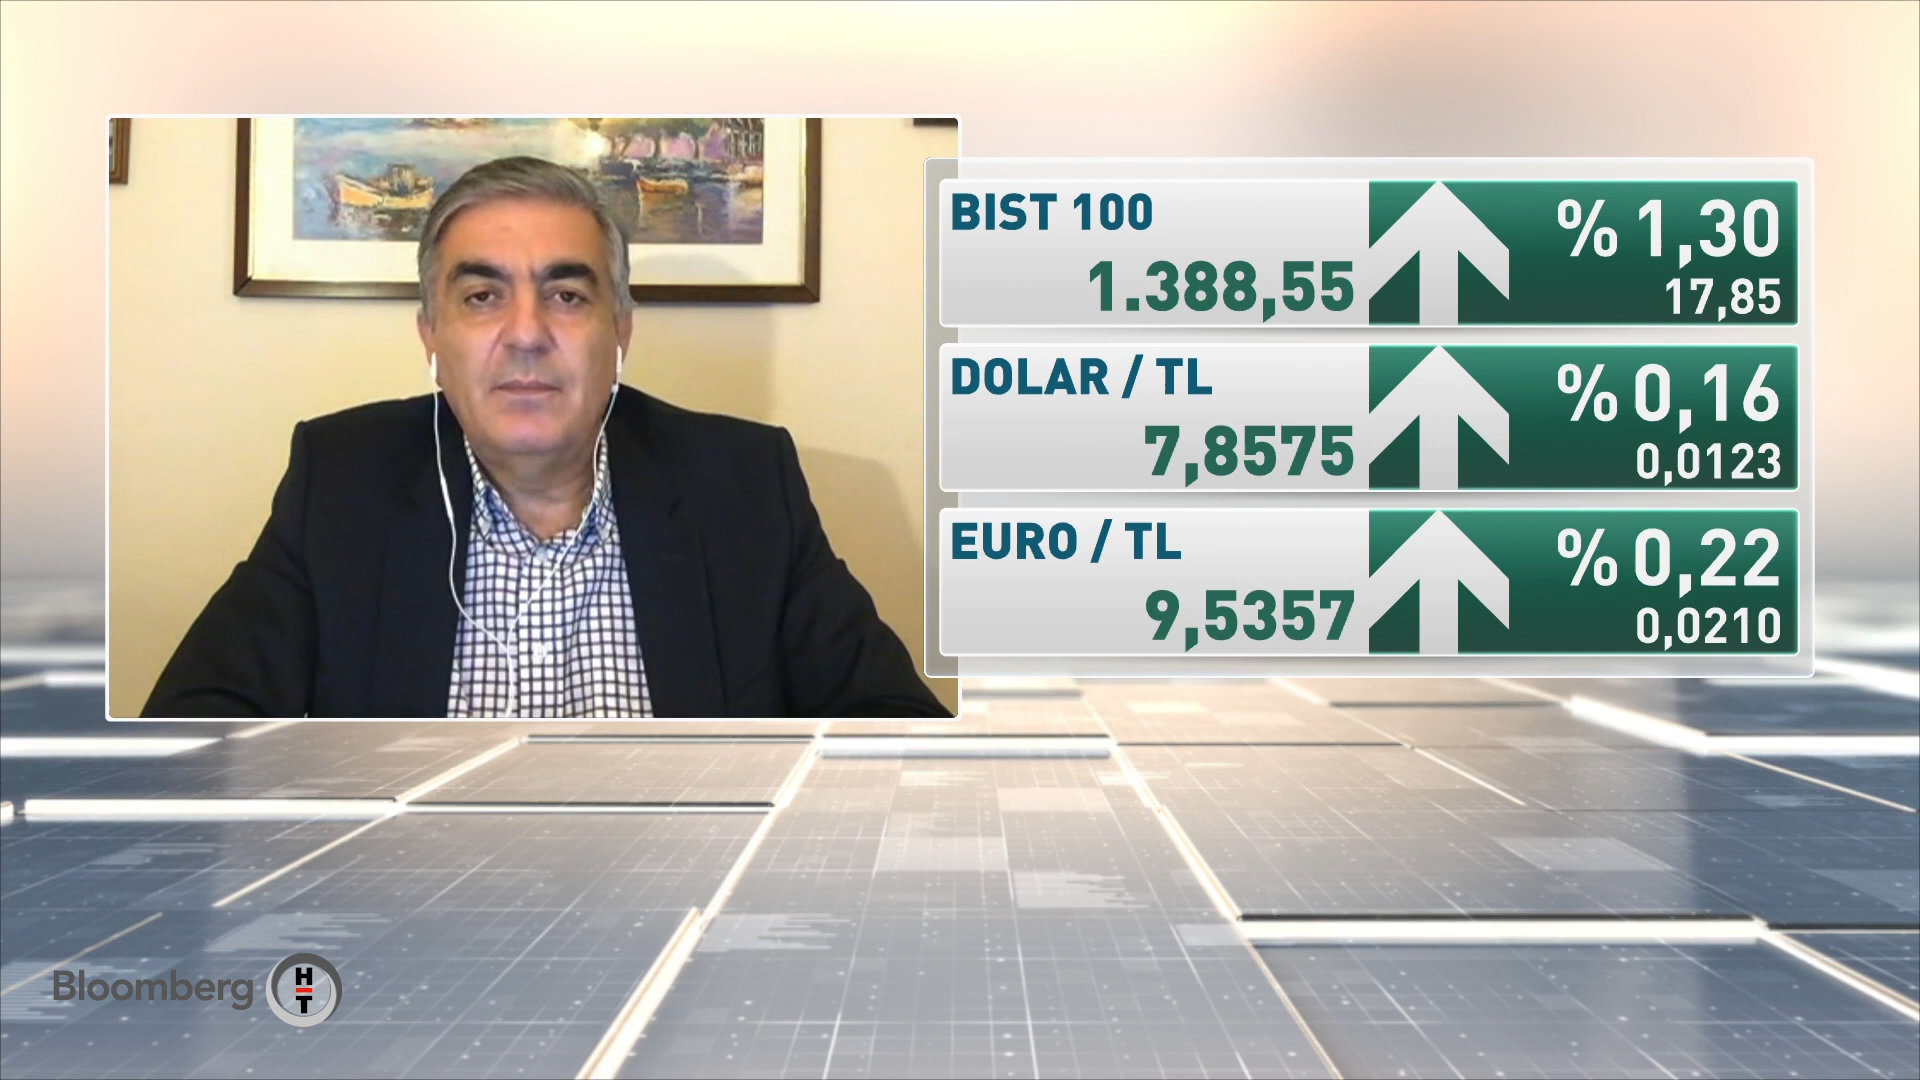 BIST 100
1.388,55
% 1,30
17,85
DOLAR / TL
7,8575
% 0,16
0,0123
EURO / TL
9,5357
% 0,22
0,0210
Bloomberg HT